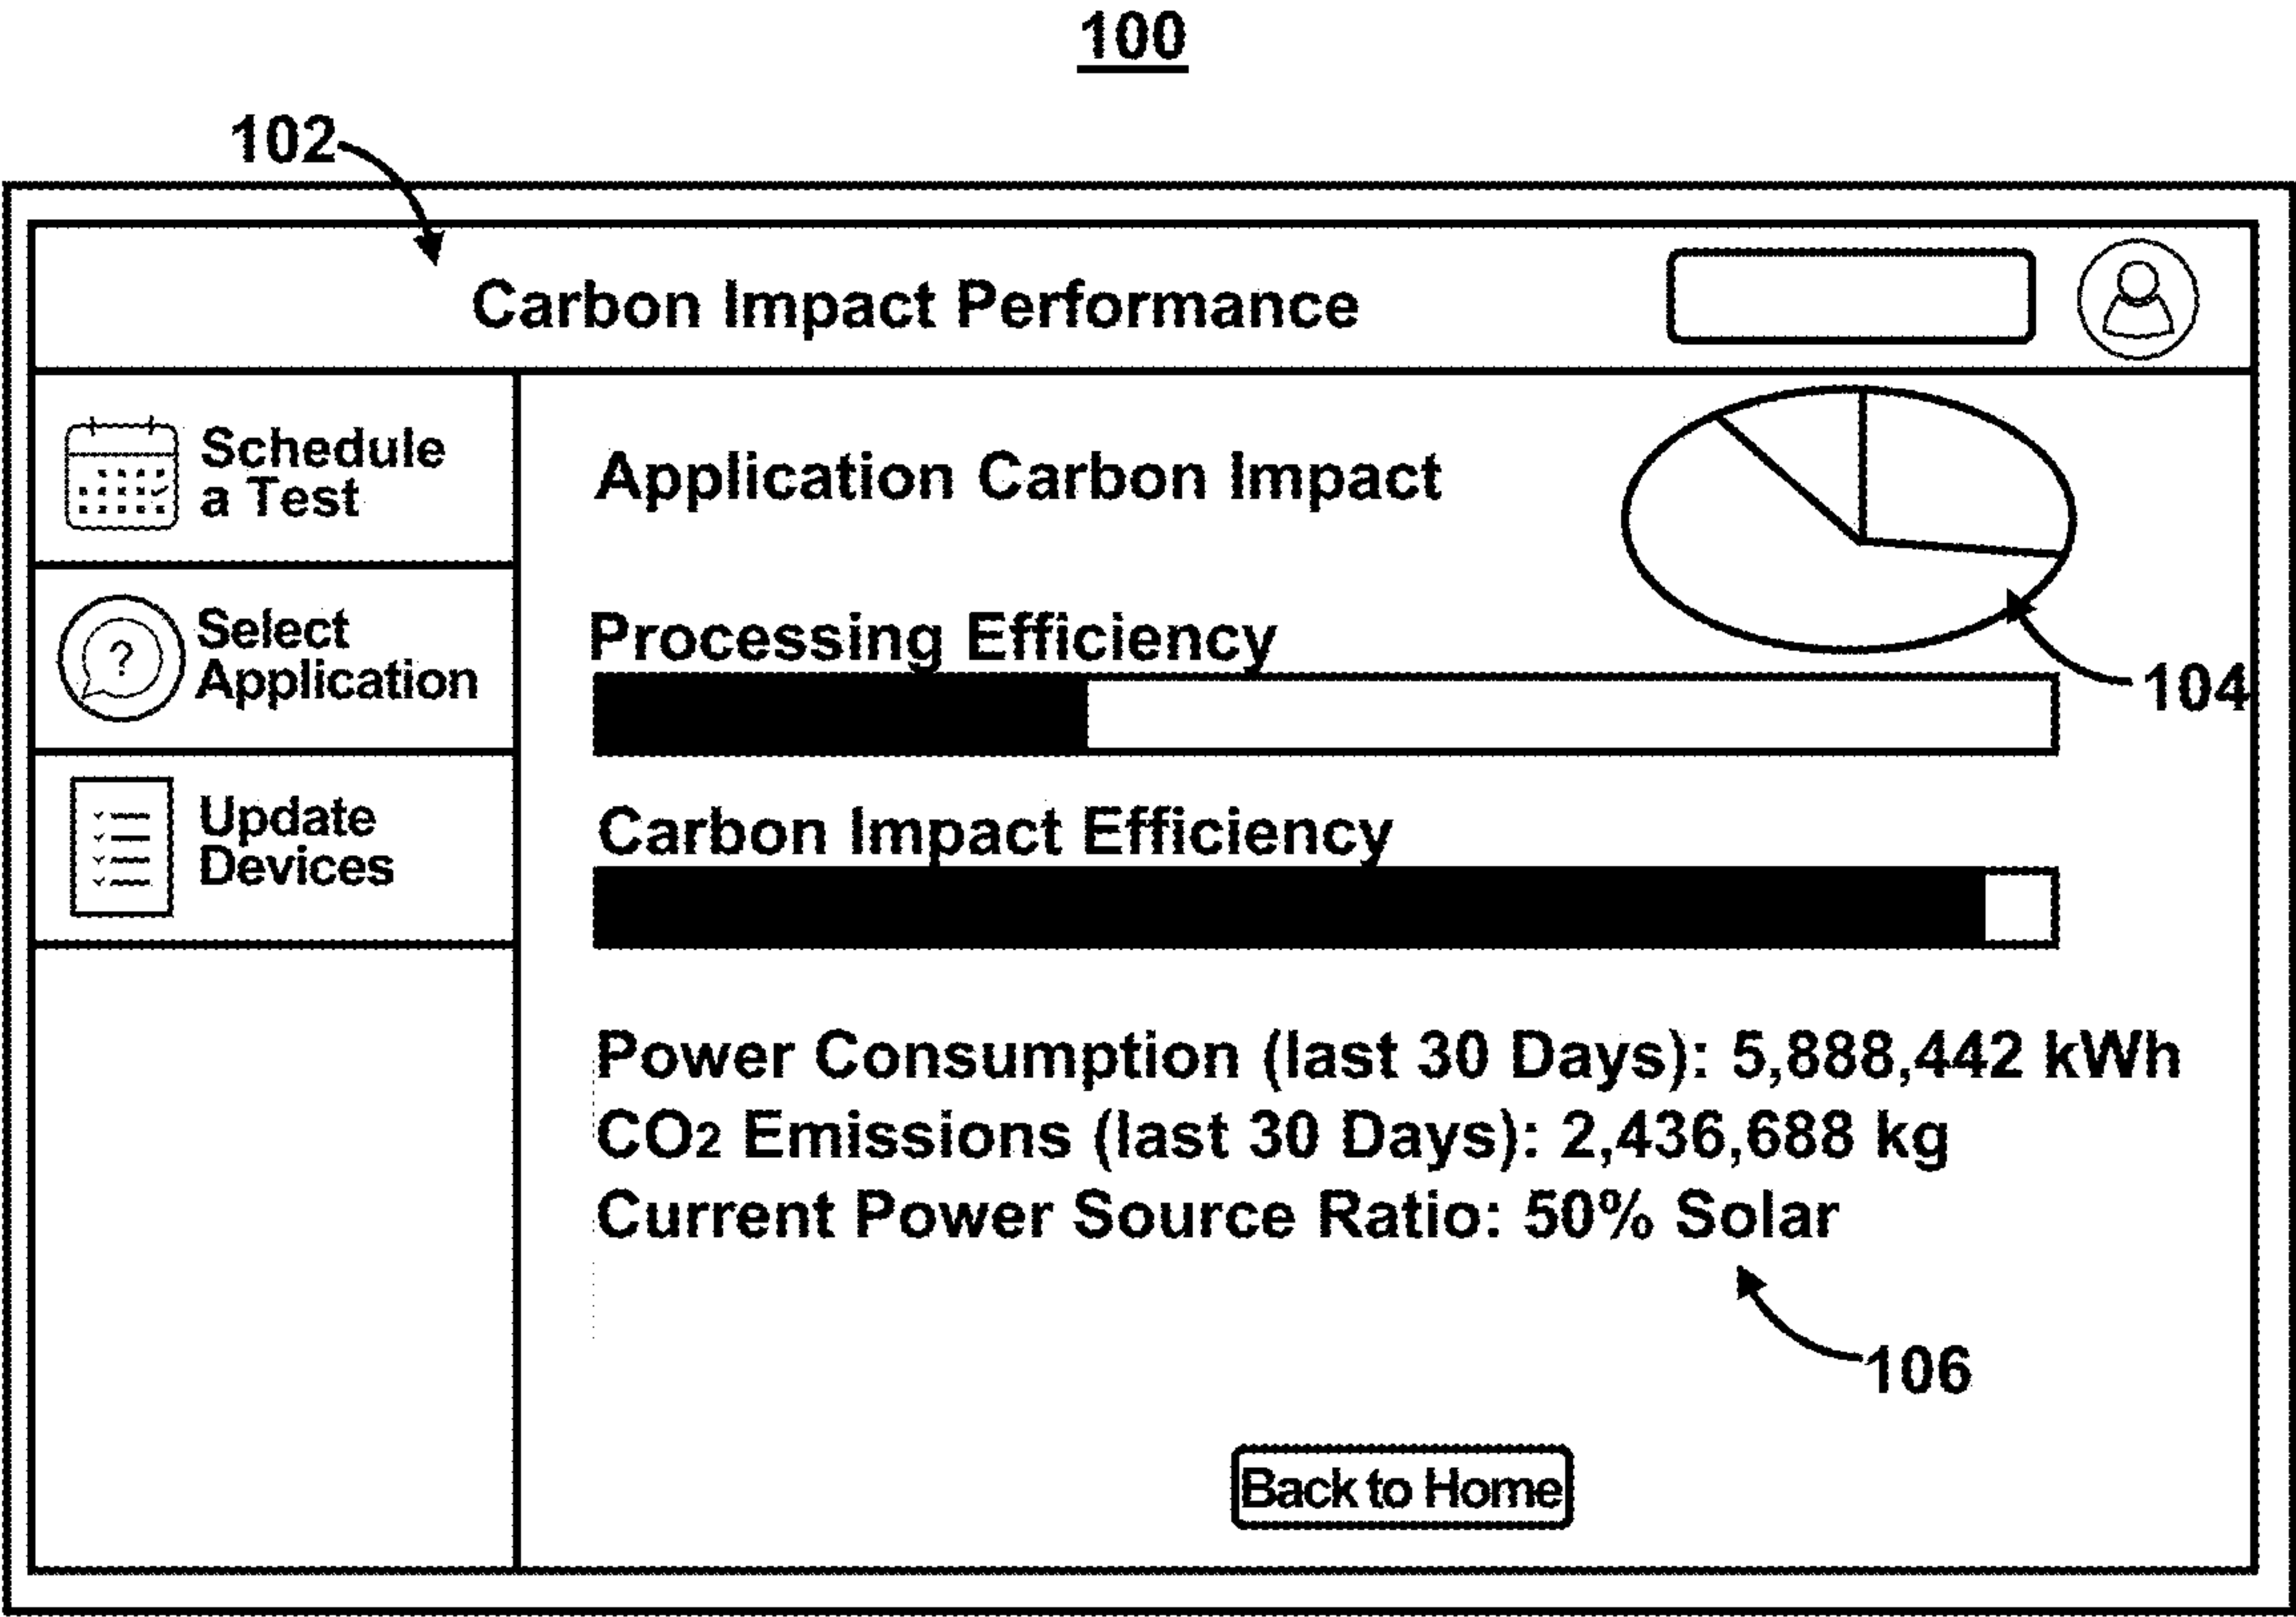 100
102
Carbon Impact Performance
Schedule
a Test
Select
Application
Update
Devices
Application Carbon Impact
104
Processing Efficiency
Carbon Impact Efficiency
Power Consumption (last 30 Days): 5,888,442 kWh
CO2 Emissions (last 30 Days): 2,436,688 kg
Current Power Source Ratio: 50% Solar
106
Back to Home
?